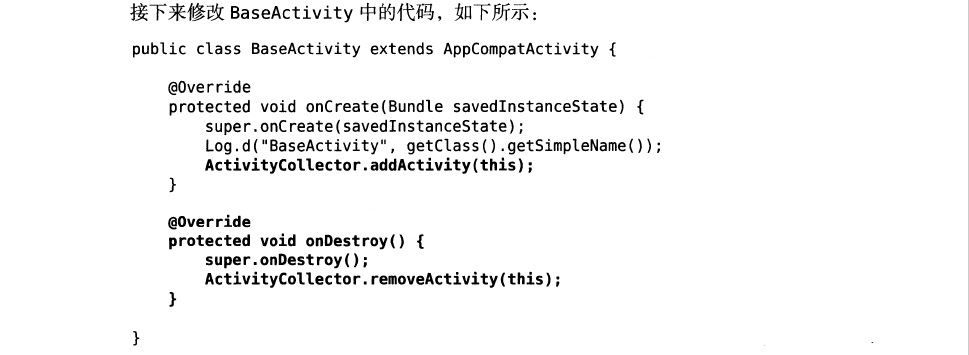 接下来修改 BaseActivity 中的代码，如下所示：
public class BaseActivity extends AppCompatActivity {
@Override
protected void onCreate(Bundle savedInstanceState) {
super.onCreate(savedInstanceState);
Log.d("BaseActivity", getClass().getSimpleName());
ActivityCollector.addActivity(this);
}
@Override
protected void onDestroy() {
super.onDestroy();
ActivityCollector.removeActivity(this);
}
}